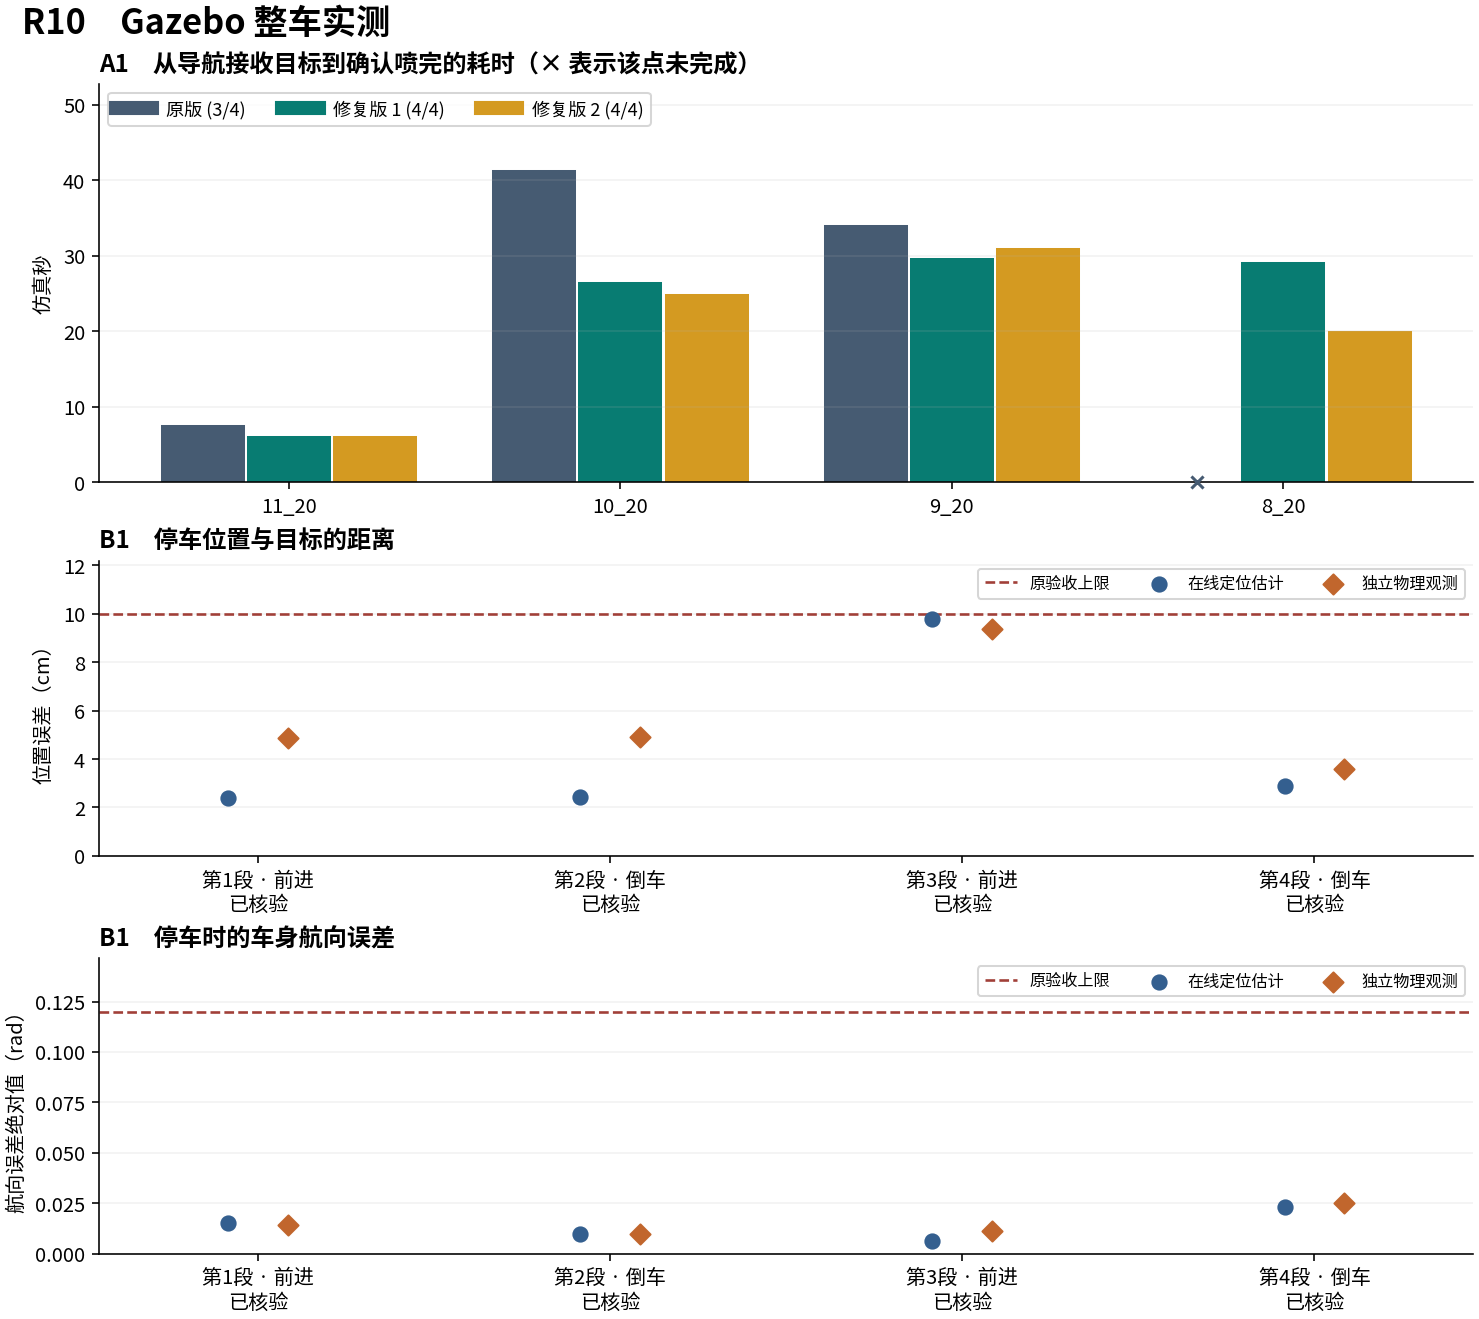 R10 Gazebo 整车实测
A1 从导航接收目标到确认喷完的耗时（× 表示该点未完成）
原版 (3/4) 修复版 1 (4/4) 修复版 2 (4/4)
仿真秒
50
40
30
20
10
0
11_20 10_20 9_20 8_20
B1 停车位置与目标的距离
原验收上限 在线定位估计 独立物理观测
位置误差（cm）
12
10
8
6
4
2
0
第1段 · 前进 第2段 · 倒车 第3段 · 前进 第4段 · 倒车
已核验 已核验 已核验 已核验
B1 停车时的车身航向误差
原验收上限 在线定位估计 独立物理观测
航向误差绝对值（rad）
0.125
0.100
0.075
0.050
0.025
0.000
第1段 · 前进 第2段 · 倒车 第3段 · 前进 第4段 · 倒车
已核验 已核验 已核验 已核验